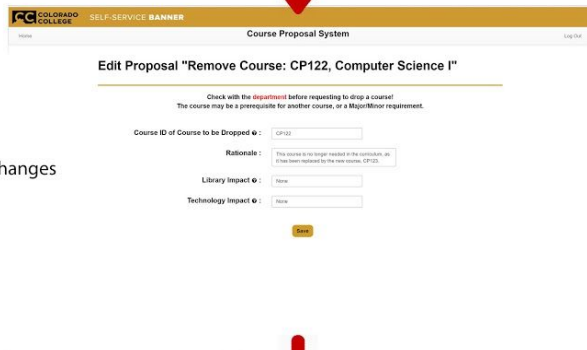 COLORADO COLLEGE SELF-SERVICE BANNER
Home Course Proposal System Log Out
Edit Proposal "Remove Course: CP122, Computer Science I"
Check with the department before requesting to drop a course!
The course may be a prerequisite for another course, or a Major/Minor requirement.
Course ID of Course to be Dropped : CP122
hanges
Rationale : This course is no longer needed in the curriculum, as
it has been replaced by the new course, CP123.
Library Impact : None
Technology Impact : None
Save